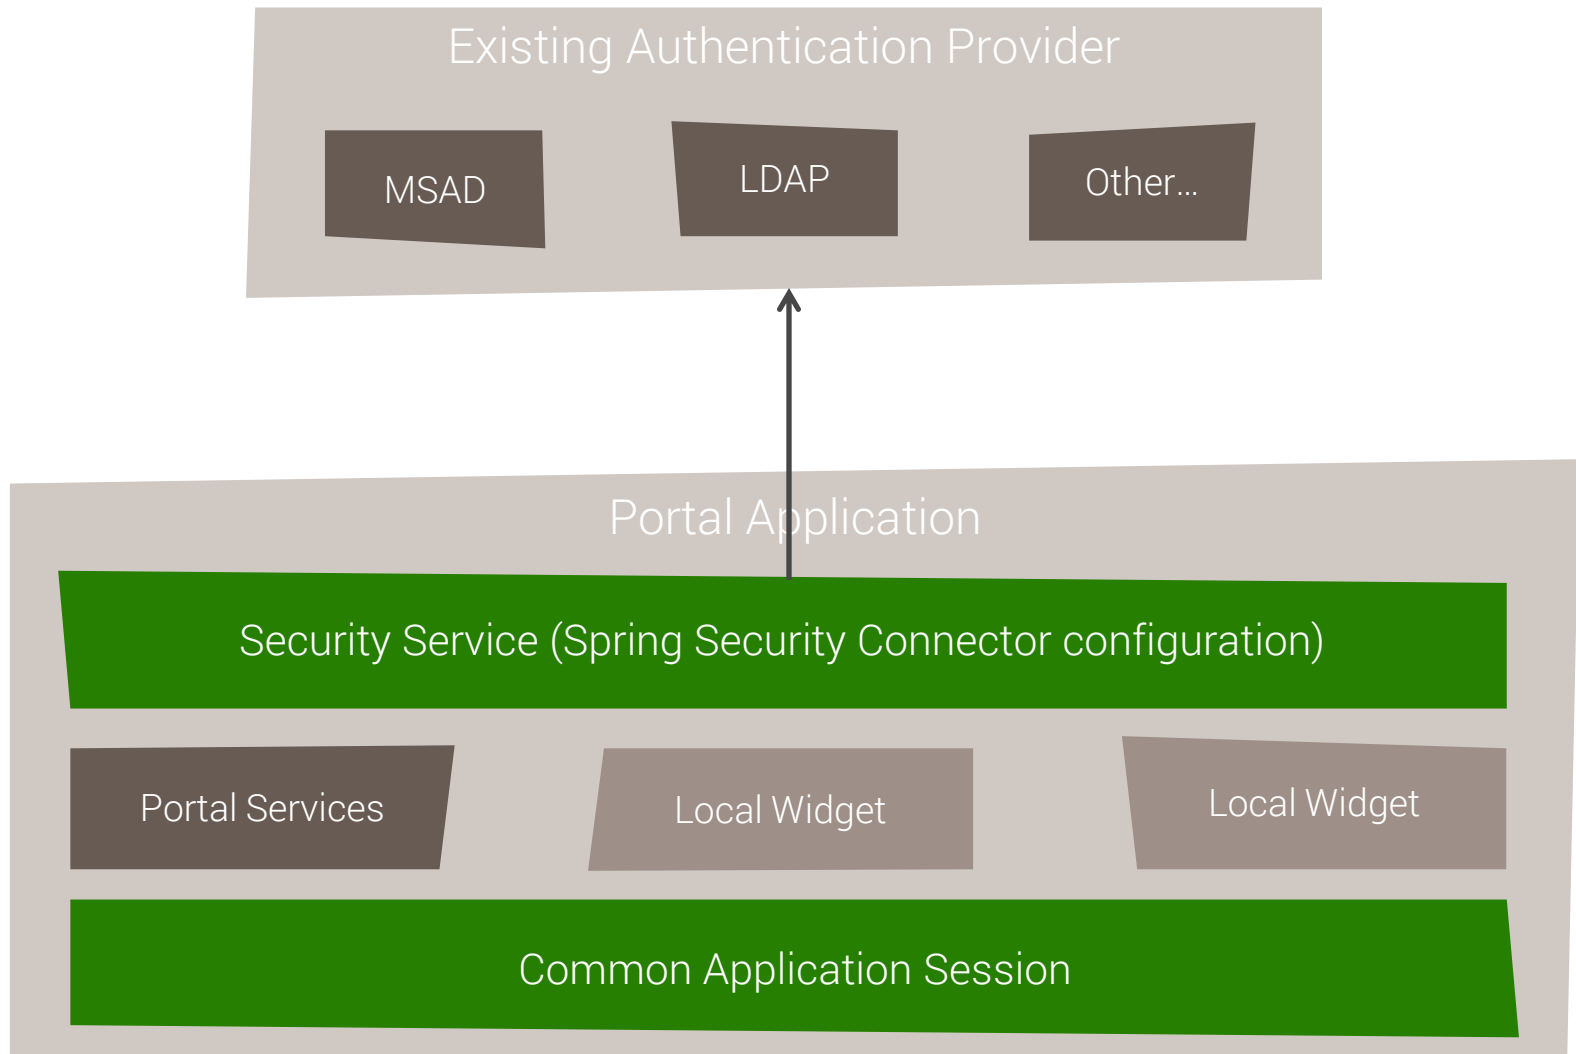 Existing Authentication Provider
MSAD
LDAP
Other...
Portal Application
Security Service (Spring Security Connector configuration)
Portal Services
Local Widget
Local Widget
Common Application Session